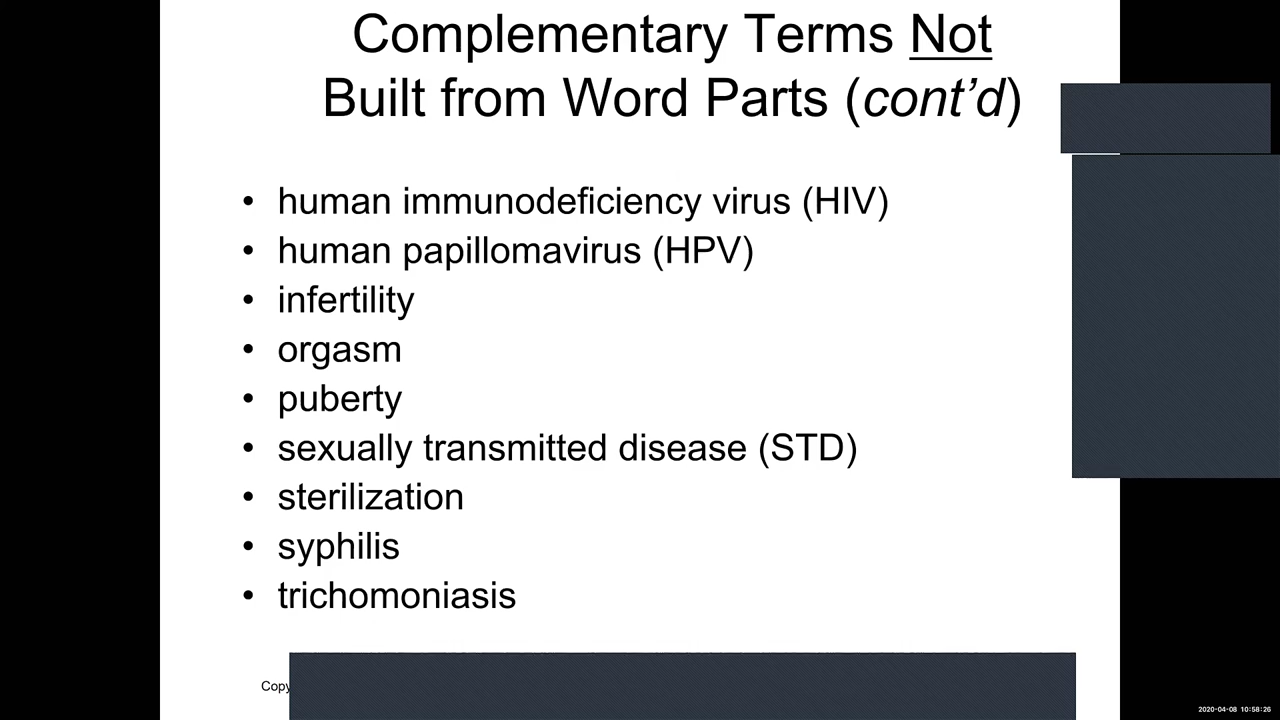 Complementary Terms Not
Built from Word Parts (cont’d)
• human immunodeficiency virus (HIV)
• human papillomavirus (HPV)
• infertility
• orgasm
• puberty
• sexually transmitted disease (STD)
• sterilization
• syphilis
• trichomoniasis
2020-04-08 10:58:26